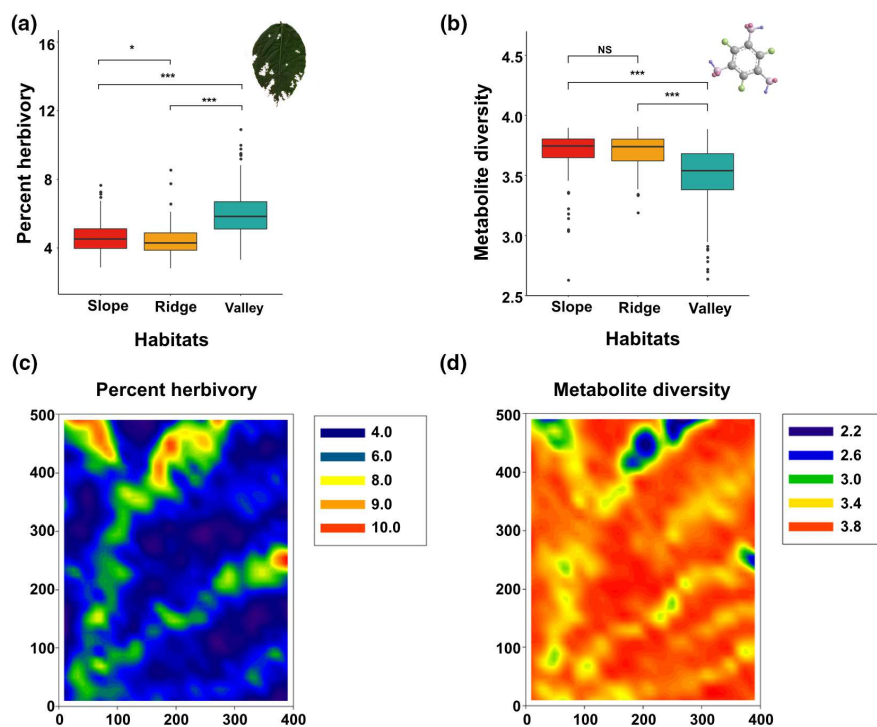 (a)
16
12
8
4
Percent herbivory
*
***
***
Slope
Ridge
Valley
Habitats
(b)
4.5
4.0
3.5
3.0
2.5
Metabolite diversity
NS
***
***
Slope
Ridge
Valley
Habitats
(c)
Percent herbivory
500
400
300
200
100
0
0
100
200
300
400
4.0
6.0
8.0
9.0
10.0
(d)
Metabolite diversity
500
400
300
200
100
0
0
100
200
300
400
2.2
2.6
3.0
3.4
3.8